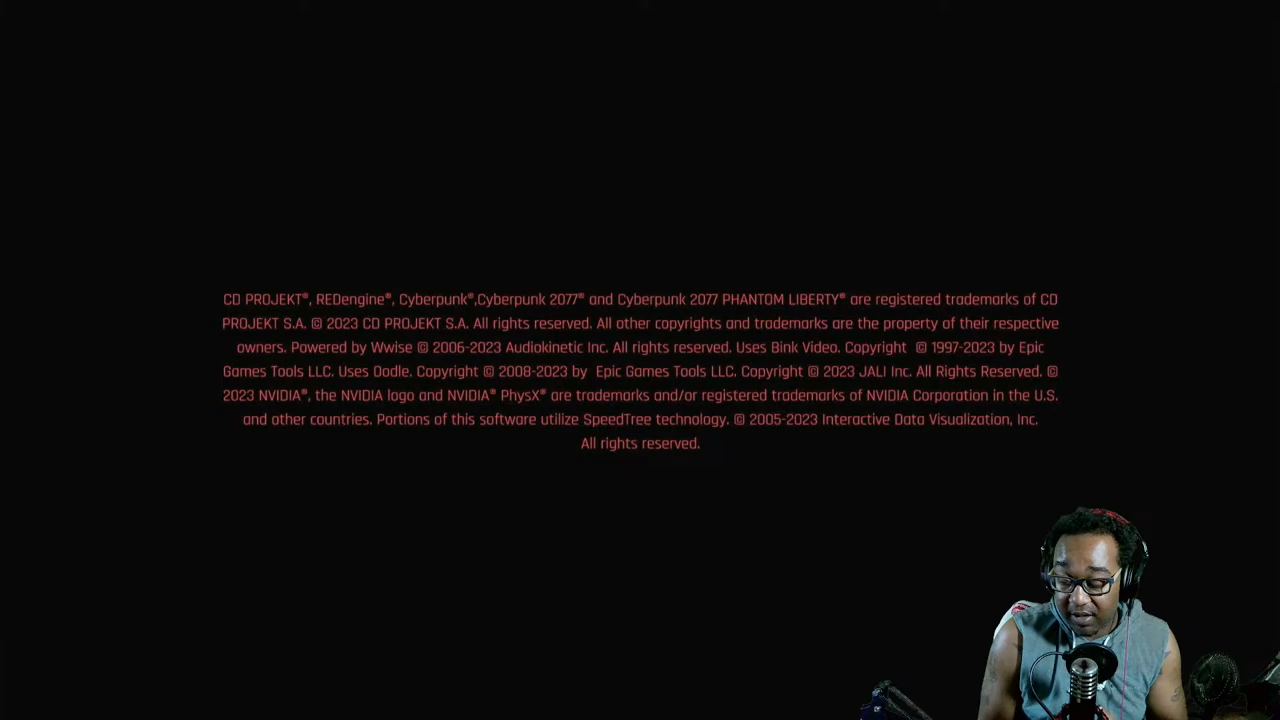 CD PROJEKT®, REDengine®, Cyberpunk®,Cyberpunk 2077® and Cyberpunk 2077 PHANTOM LIBERTY® are registered trademarks of CD
PROJEKT S.A. © 2023 CD PROJEKT S.A. All rights reserved. All other copyrights and trademarks are the property of their respective
owners. Powered by Wwise © 2006-2023 Audiokinetic Inc. All rights reserved. Uses Bink Video. Copyright © 1997-2023 by Epic
Games Tools LLC. Uses Oodle. Copyright © 2008-2023 by Epic Games Tools LLC. Copyright © 2023 JALI Inc. All Rights Reserved. ©
2023 NVIDIA®, the NVIDIA logo and NVIDIA® PhysX® are trademarks and/or registered trademarks of NVIDIA Corporation in the U.S.
and other countries. Portions of this software utilize SpeedTree technology. © 2005-2023 Interactive Data Visualization, Inc.
All rights reserved.